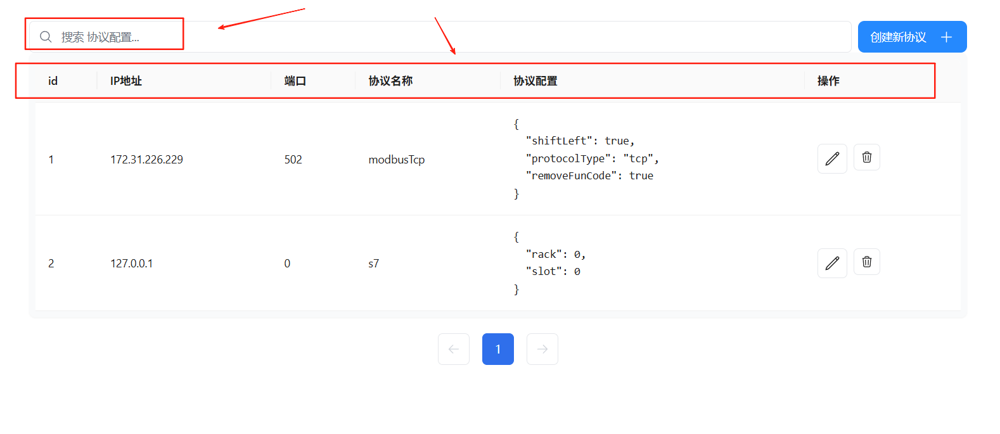 搜索 协议配置...
创建新协议
id IP地址 端口 协议名称 协议配置 操作
1 172.31.226.229 502 modbusTcp
{
"shiftLeft": true,
"protocolType": "tcp",
"removeFunCode": true
}
2 127.0.0.1 0 s7
{
"rack": 0,
"slot": 0
}
1